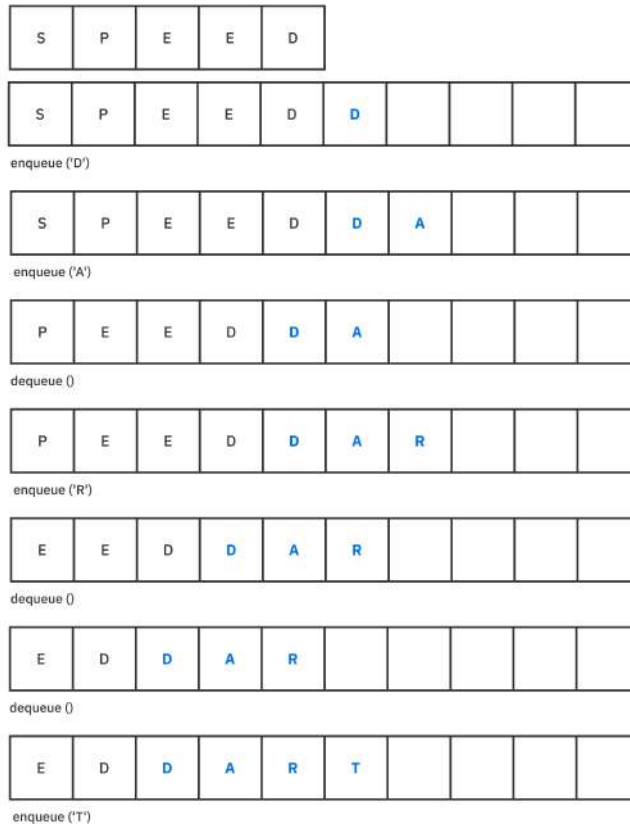 S P E E D
S P E E D D
enqueue ('D')
S P E E D D A
enqueue ('A')
P E E D D A
dequeue ()
P E E D D A R
enqueue ('R')
E E D D A R
dequeue ()
E D D A R
dequeue ()
E D D A R T
enqueue ('T')